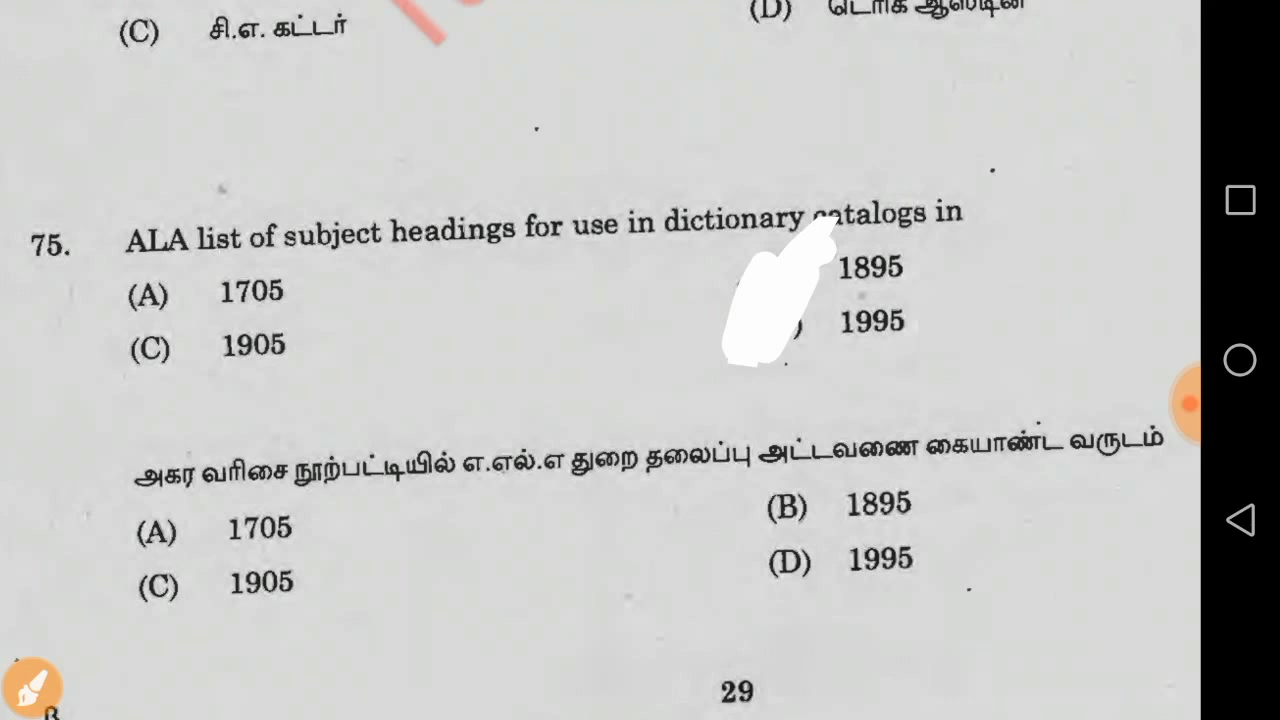 (C) சி.எ. கட்டர்
(D) டொரிக் ஆஸ்டின்
75. ALA list of subject headings for use in dictionary catalogs in
(A) 1705
1895
(C) 1905
) 1995
அகர வரிசை நூற்பட்டியில் எ.எல்.எ துறை தலைப்பு அட்டவணை கையாண்ட வருடம்
(A) 1705
(B) 1895
(C) 1905
(D) 1995
29